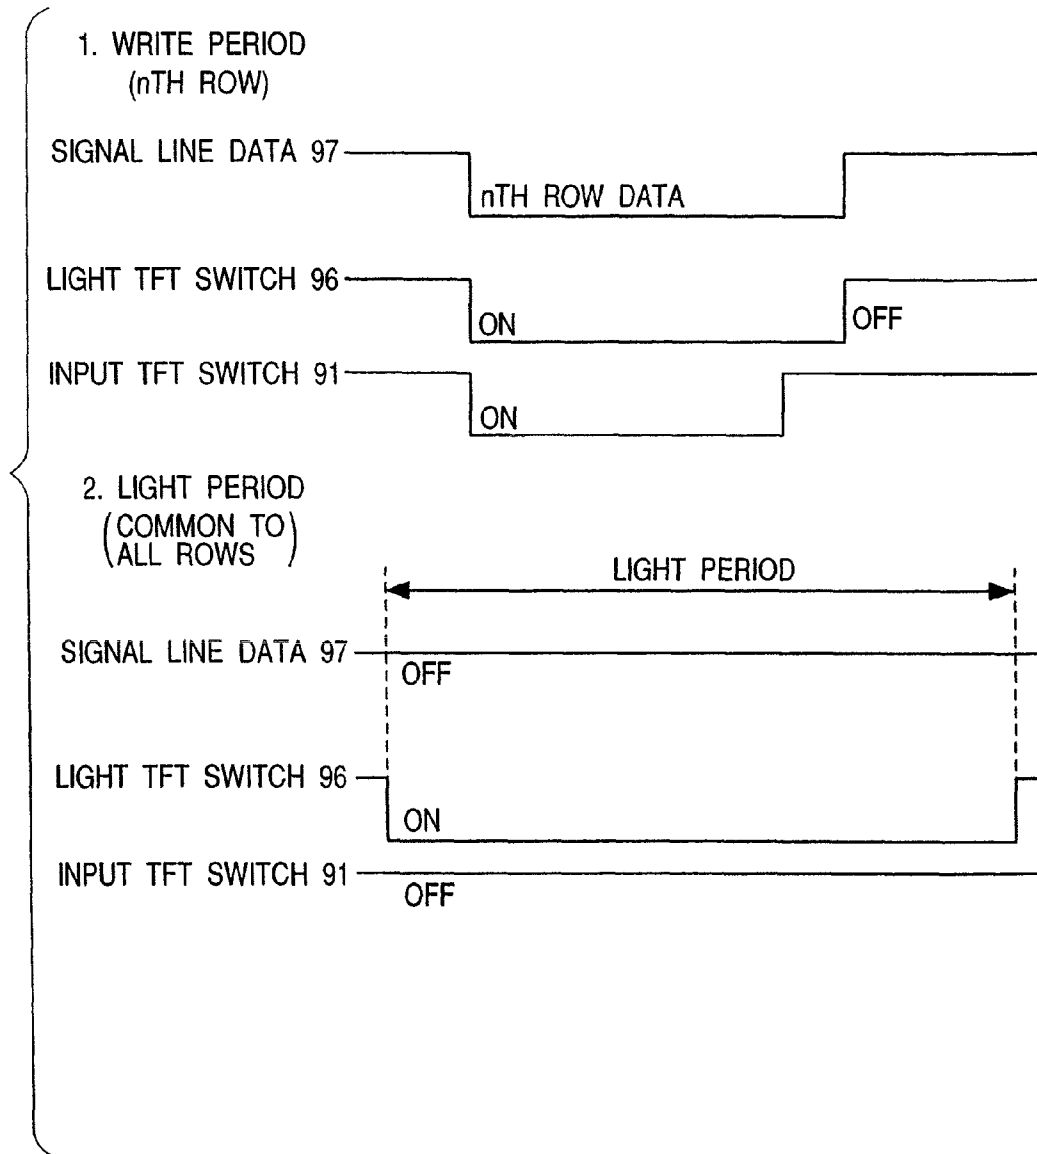 1. WRITE PERIOD
(nTH ROW)
SIGNAL LINE DATA 97
nTH ROW DATA
LIGHT TFT SWITCH 96
ON
OFF
INPUT TFT SWITCH 91
ON
2. LIGHT PERIOD
(COMMON TO
ALL ROWS)
LIGHT PERIOD
SIGNAL LINE DATA 97
OFF
LIGHT TFT SWITCH 96
ON
INPUT TFT SWITCH 91
OFF